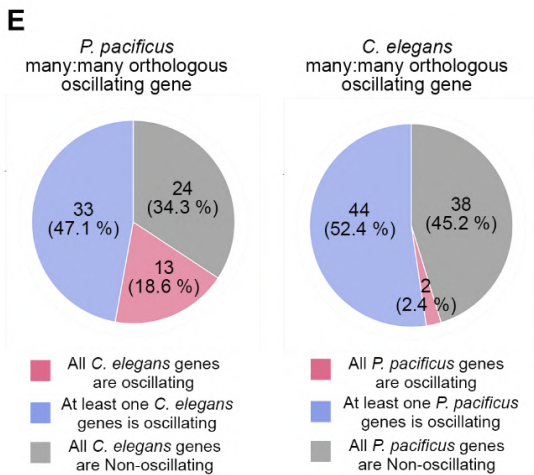 E
P. pacificus
many:many orthologous
oscillating gene
C. elegans
many:many orthologous
oscillating gene
33
(47.1 %)
24
(34.3 %)
13
(18.6 %)
44
(52.4 %)
38
(45.2 %)
2
(2.4 %)
All C. elegans genes
are oscillating
At least one C. elegans
genes is oscillating
All C. elegans genes
are Non-oscillating
All P. pacificus genes
are oscillating
At least one P. pacificus
genes is oscillating
All P. pacificus genes
are Non-oscillating